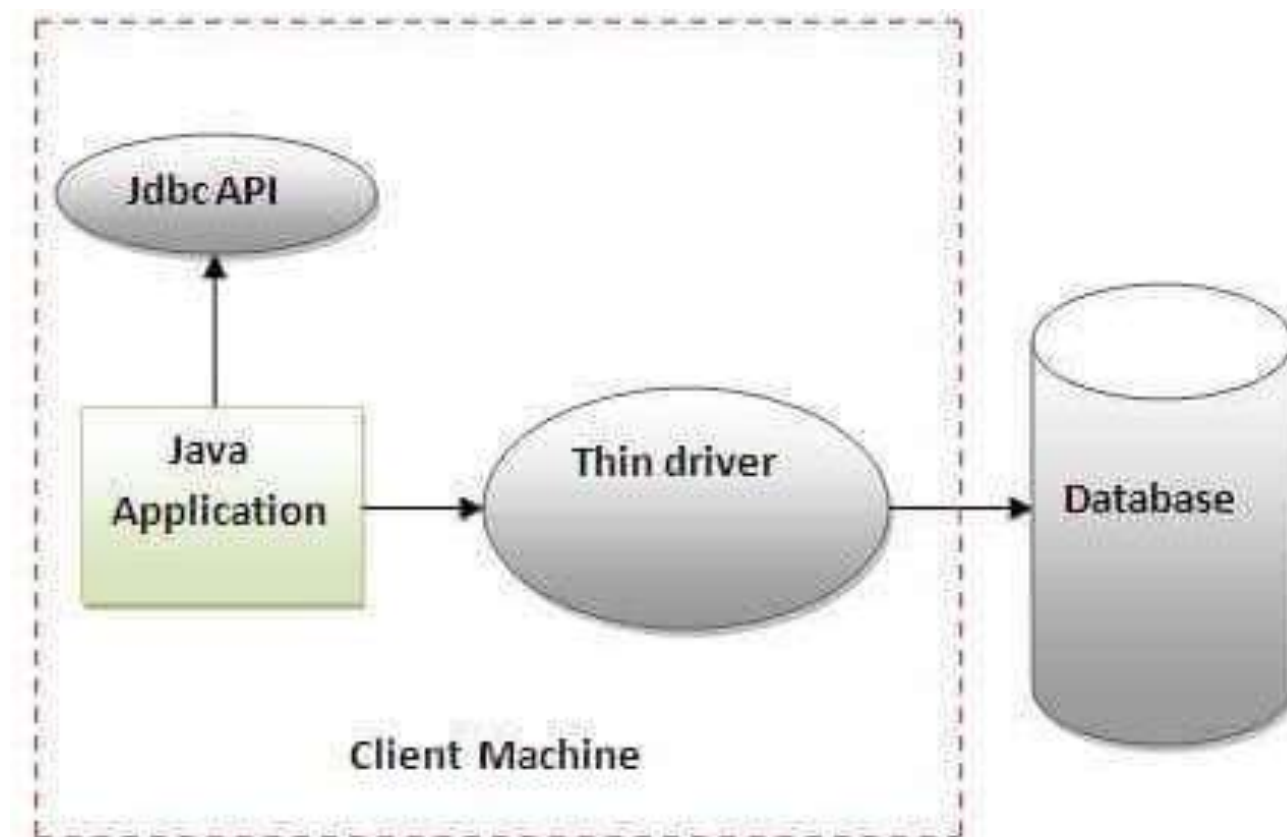 Jdbc API
Java
Application
Thin driver
Database
Client Machine